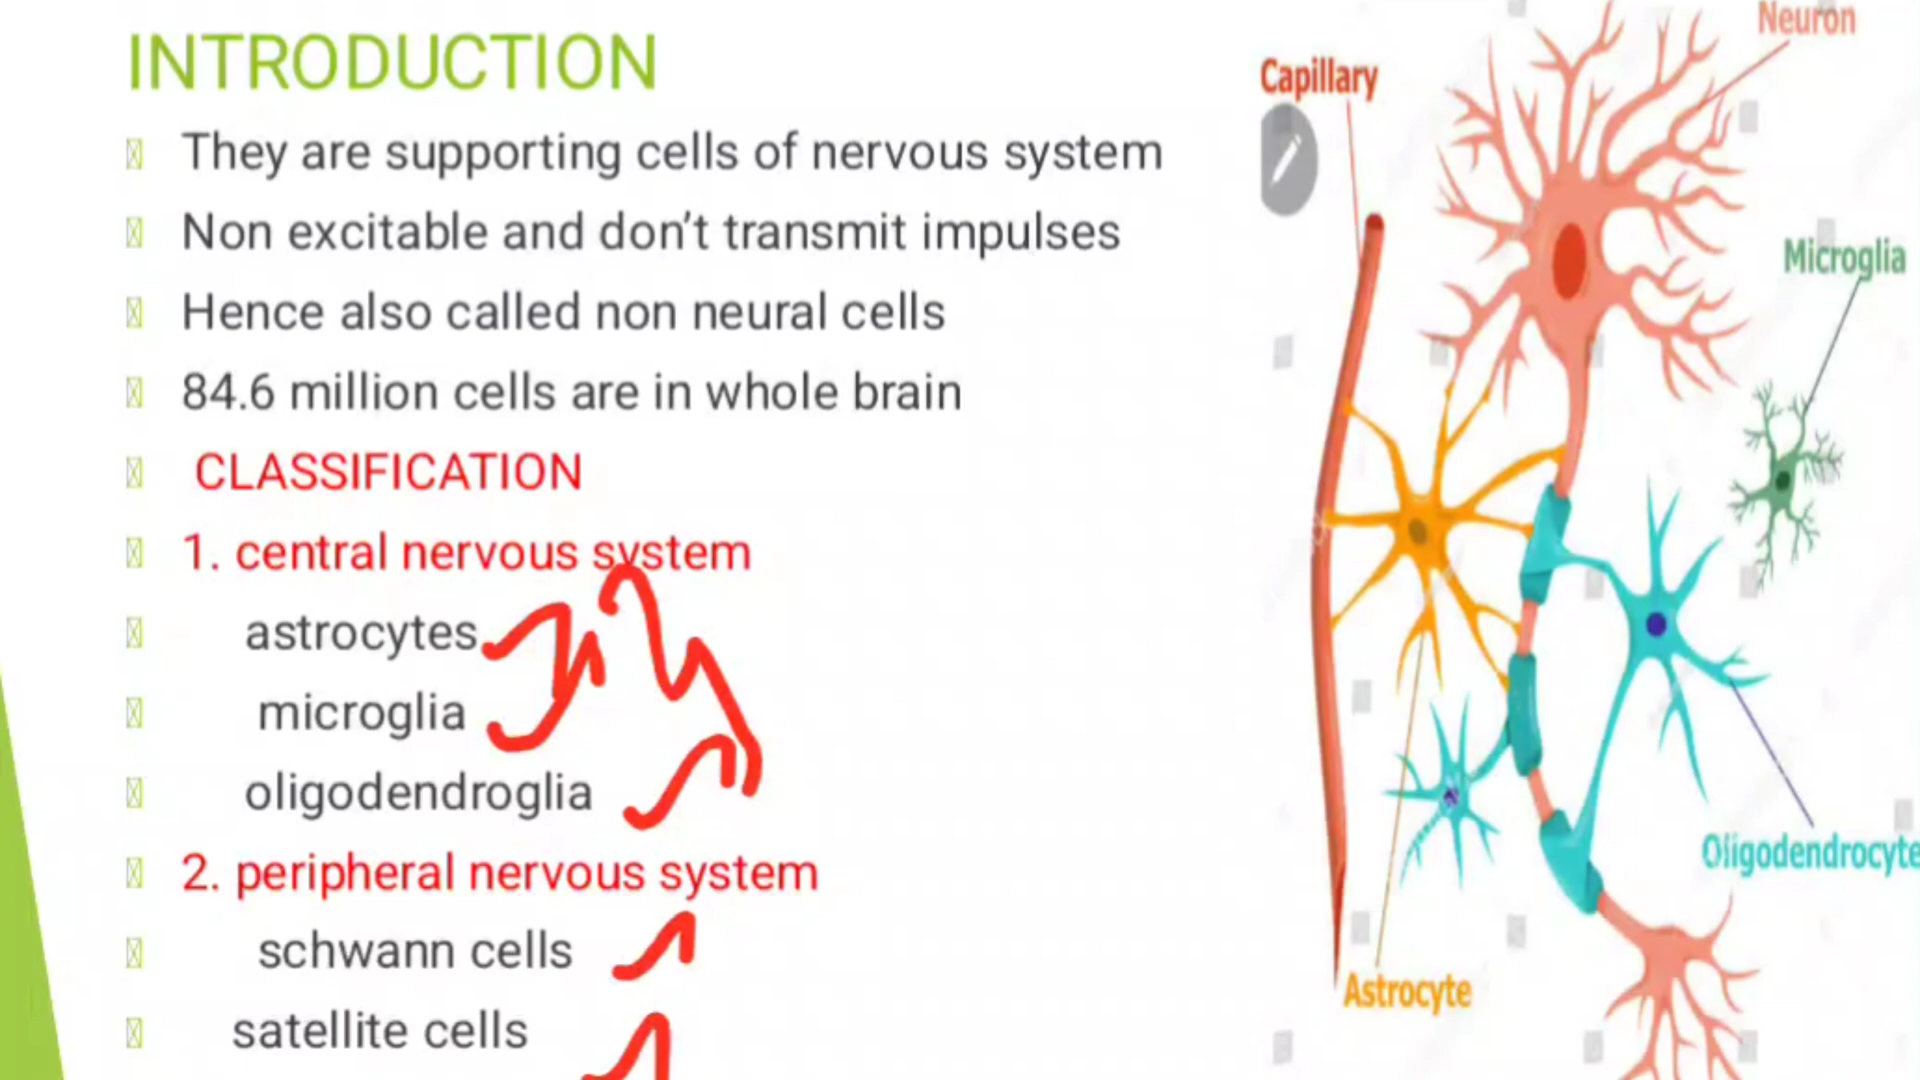 INTRODUCTION
They are supporting cells of nervous system
Non excitable and don't transmit impulses
Hence also called non neural cells
84.6 million cells are in whole brain
CLASSIFICATION
1. central nervous system
astrocytes
microglia
oligodendroglia
2. peripheral nervous system
schwann cells
satellite cells
Neuron
Capillary
Microglia
Oligodendrocyte
Astrocyte